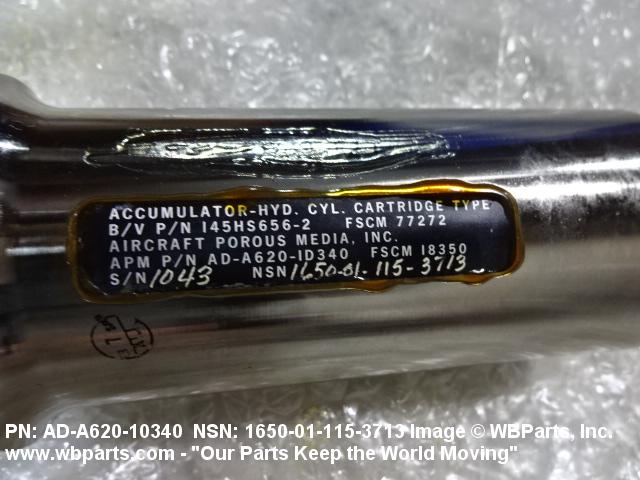 ACCUMULATOR-HYD. CYL. CARTRIDGE TYPE
B/V P/N 145HS656-2 FSCM 77272
AIRCRAFT POROUS MEDIA, INC.
APM P/N AD-A620-1D340 FSCM 18350
S/N 1043 NSN 1650-01-115-3713
PN: AD-A620-10340 NSN: 1650-01-115-3713 Image © WBParts, Inc.
www.wbparts.com - "Our Parts Keep the World Moving"